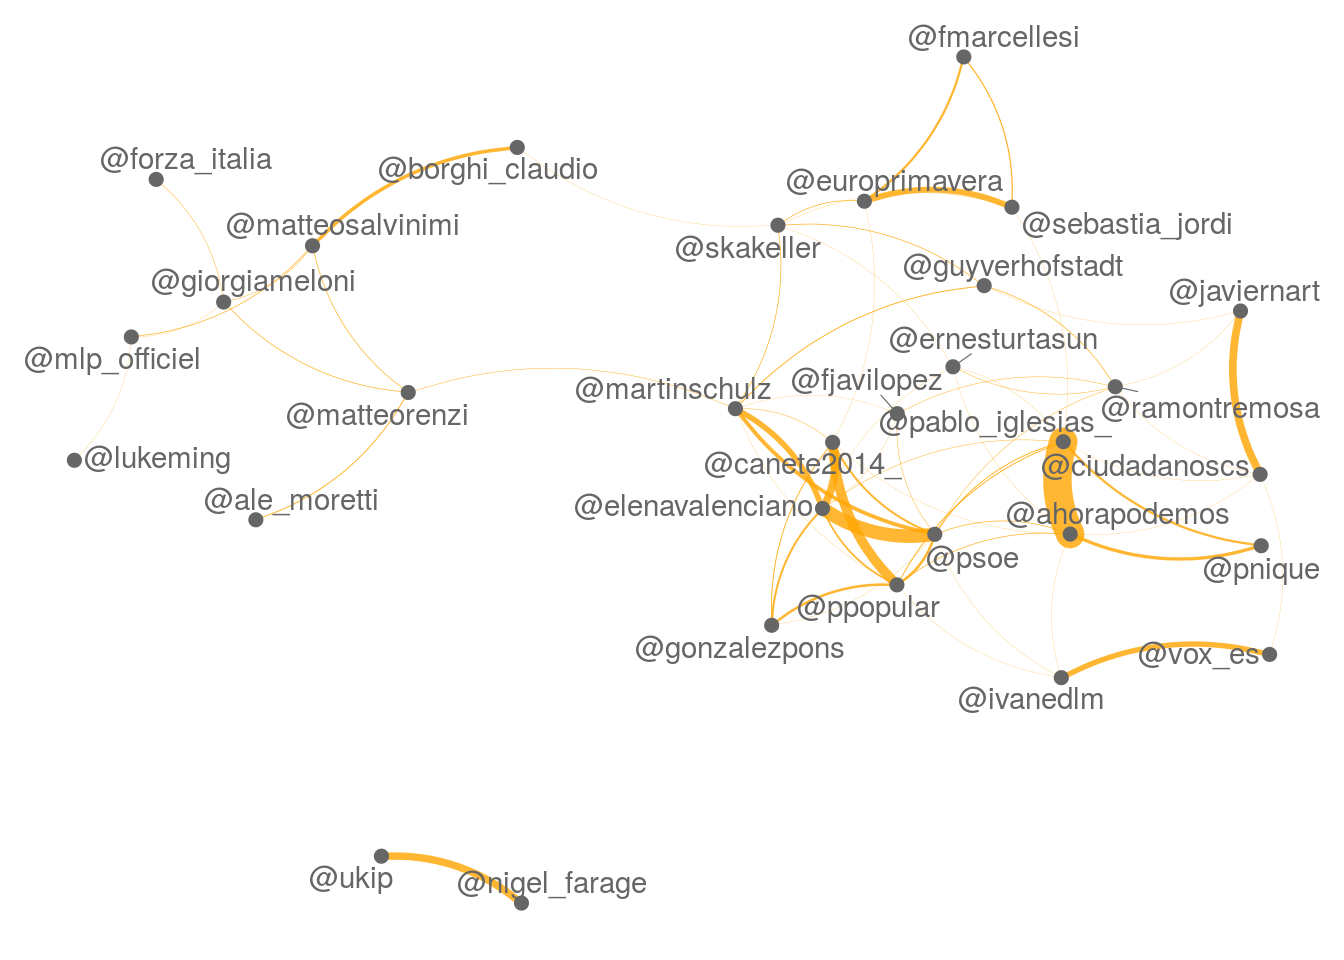 @fmarcellesi
@forza_italia
@borghi_claudio
@europrimavera
@matteosalvinimi
@sebastia_jordi
@skakeller
@guyverhofstadt
@giorgiameloni
@javiernart
@ernesturtasun
@mlp_officiel
@fjavilopez
@martinschulz
@ramontremosa
@matteorenzi
@pablo_iglesias_
@lukeming
@canete2014_
@ciudadanoscs
@ale_moretti
@elenavalenciano
@ahorapodemos
@psoe
@pnique
@ppopular
@gonzalezpons
@vox_es
@ivanedlm
@ukip
@nigel_farage